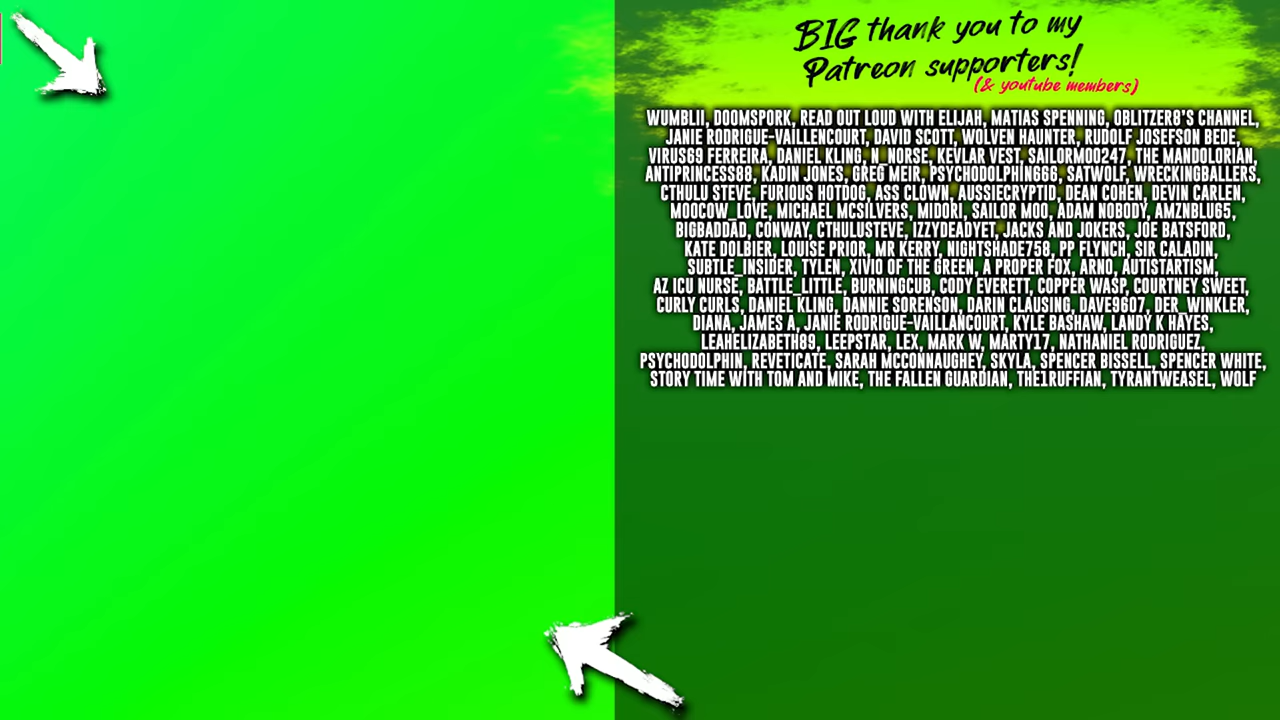 BIG thank you to my
Patreon supporters!
(& youtube members)
WUMBLII, DOOMSPORK, READ OUT LOUD WITH ELIJAH, MATIAS SPENNING, OBLITZER8'S CHANNEL,
JANIE RODRIGUE-VAILLENCOURT, DAVID SCOTT, WOLVEN HAUNTER, RUDOLF JOSEFSON BEDE,
VIRUS69 FERREIRA, DANIEL KLING, N_NORSE, KEVLAR VEST, SAILORMOO247, THE MANDOLORIAN,
ANTIPRINCESS88, KADIN JONES, GREG MEIR, PSYCHODOLPHIN666, SATWOLF, WRECKINGBALLERS,
CTHULU STEVE, FURIOUS HOTDOG, ASS CLOWN, AUSSIECRYPTID, DEAN COHEN, DEVIN CARLEN,
MOOCOW_LOVE, MICHAEL MCSILVERS, MIDORI, SAILOR MOO, ADAM NOBODY, AMZNBLU65,
BIGBADDAD, CONWAY, CTHULUSTEVE, IZZYDEADYET, JACKS AND JOKERS, JOE BATSFORD,
KATE DOLBIER, LOUISE PRIOR, MR KERRY, NIGHTSHADE758, PP FLYNCH, SIR CALADIN,
SUBTLE_INSIDER, TYLEN, XIVIO OF THE GREEN, A PROPER FOX, ARNO, AUTISTARTISM,
AZ ICU NURSE, BATTLE_LITTLE, BURNINGCUB, CODY EVERETT, COPPER WASP, COURTNEY SWEET,
CURLY CURLS, DANIEL KLING, DANNIE SORENSON, DARIN CLAUSING, DAVE9607, DER_WINKLER,
DIANA, JAMES A, JANIE RODRIGUE-VAILLANCOURT, KYLE BASHAW, LANDY K HAYES,
LEAHELIZABETH89, LEEPSTAR, LEX, MARK W, MARTY17, NATHANIEL RODRIGUEZ,
PSYCHODOLPHIN, REVETICATE, SARAH MCCONNAUGHEY, SKYLA, SPENCER BISSELL, SPENCER WHITE,
STORY TIME WITH TOM AND MIKE, THE FALLEN GUARDIAN, THE1RUFFIAN, TYRANTWEASEL, WOLF